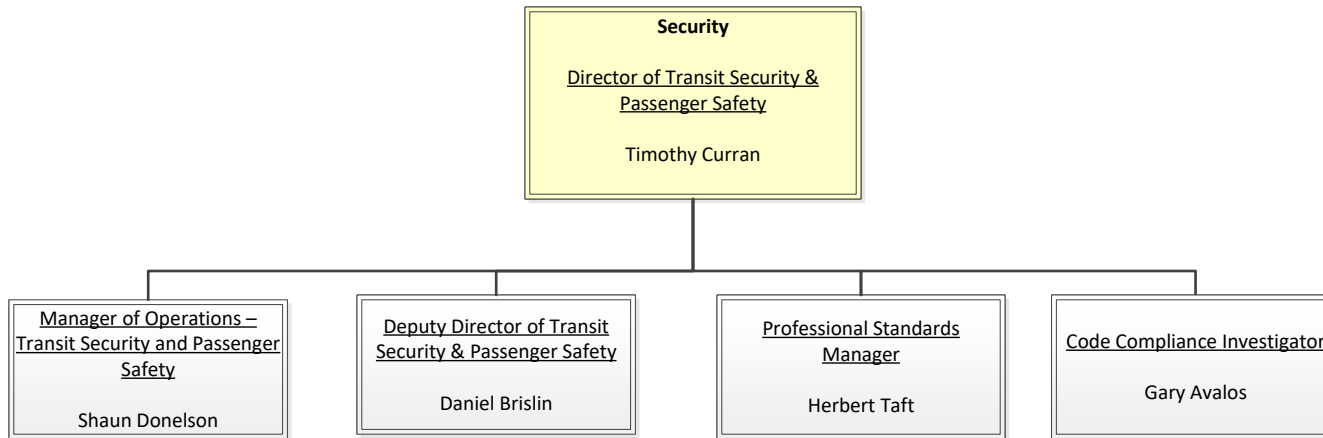 Security
Director of Transit Security &
Passenger Safety
Timothy Curran
Manager of Operations –
Transit Security and Passenger
Safety
Shaun Donelson
Deputy Director of Transit
Security & Passenger Safety
Daniel Brislin
Professional Standards
Manager
Herbert Taft
Code Compliance Investigator
Gary Avalos